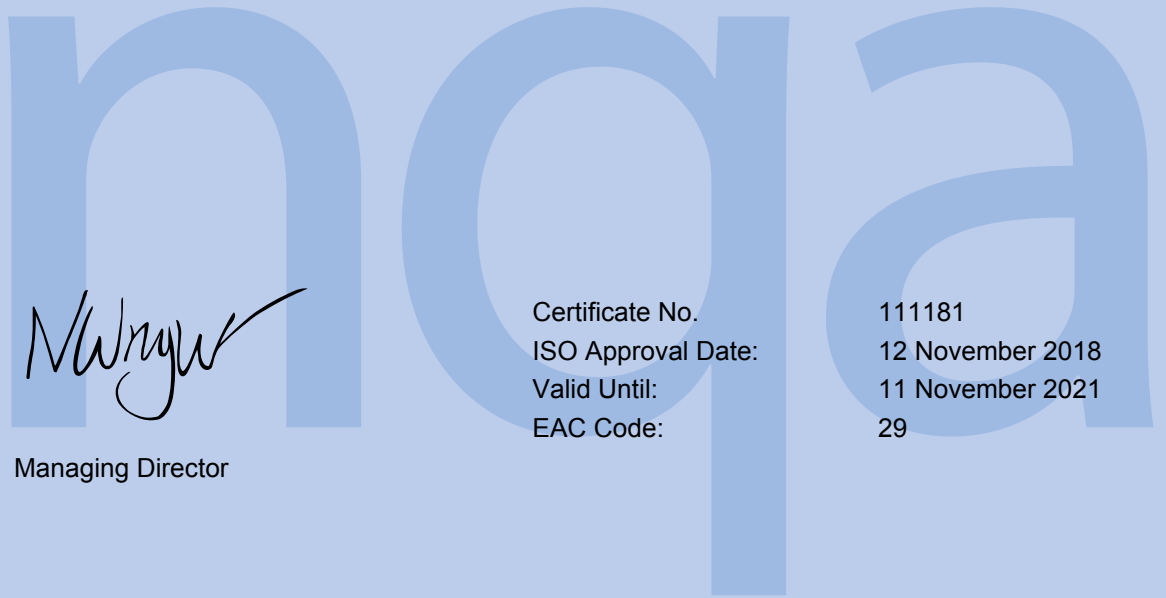 nqa
Certificate No. 111181
ISO Approval Date: 12 November 2018
Valid Until: 11 November 2021
EAC Code: 29
Managing Director